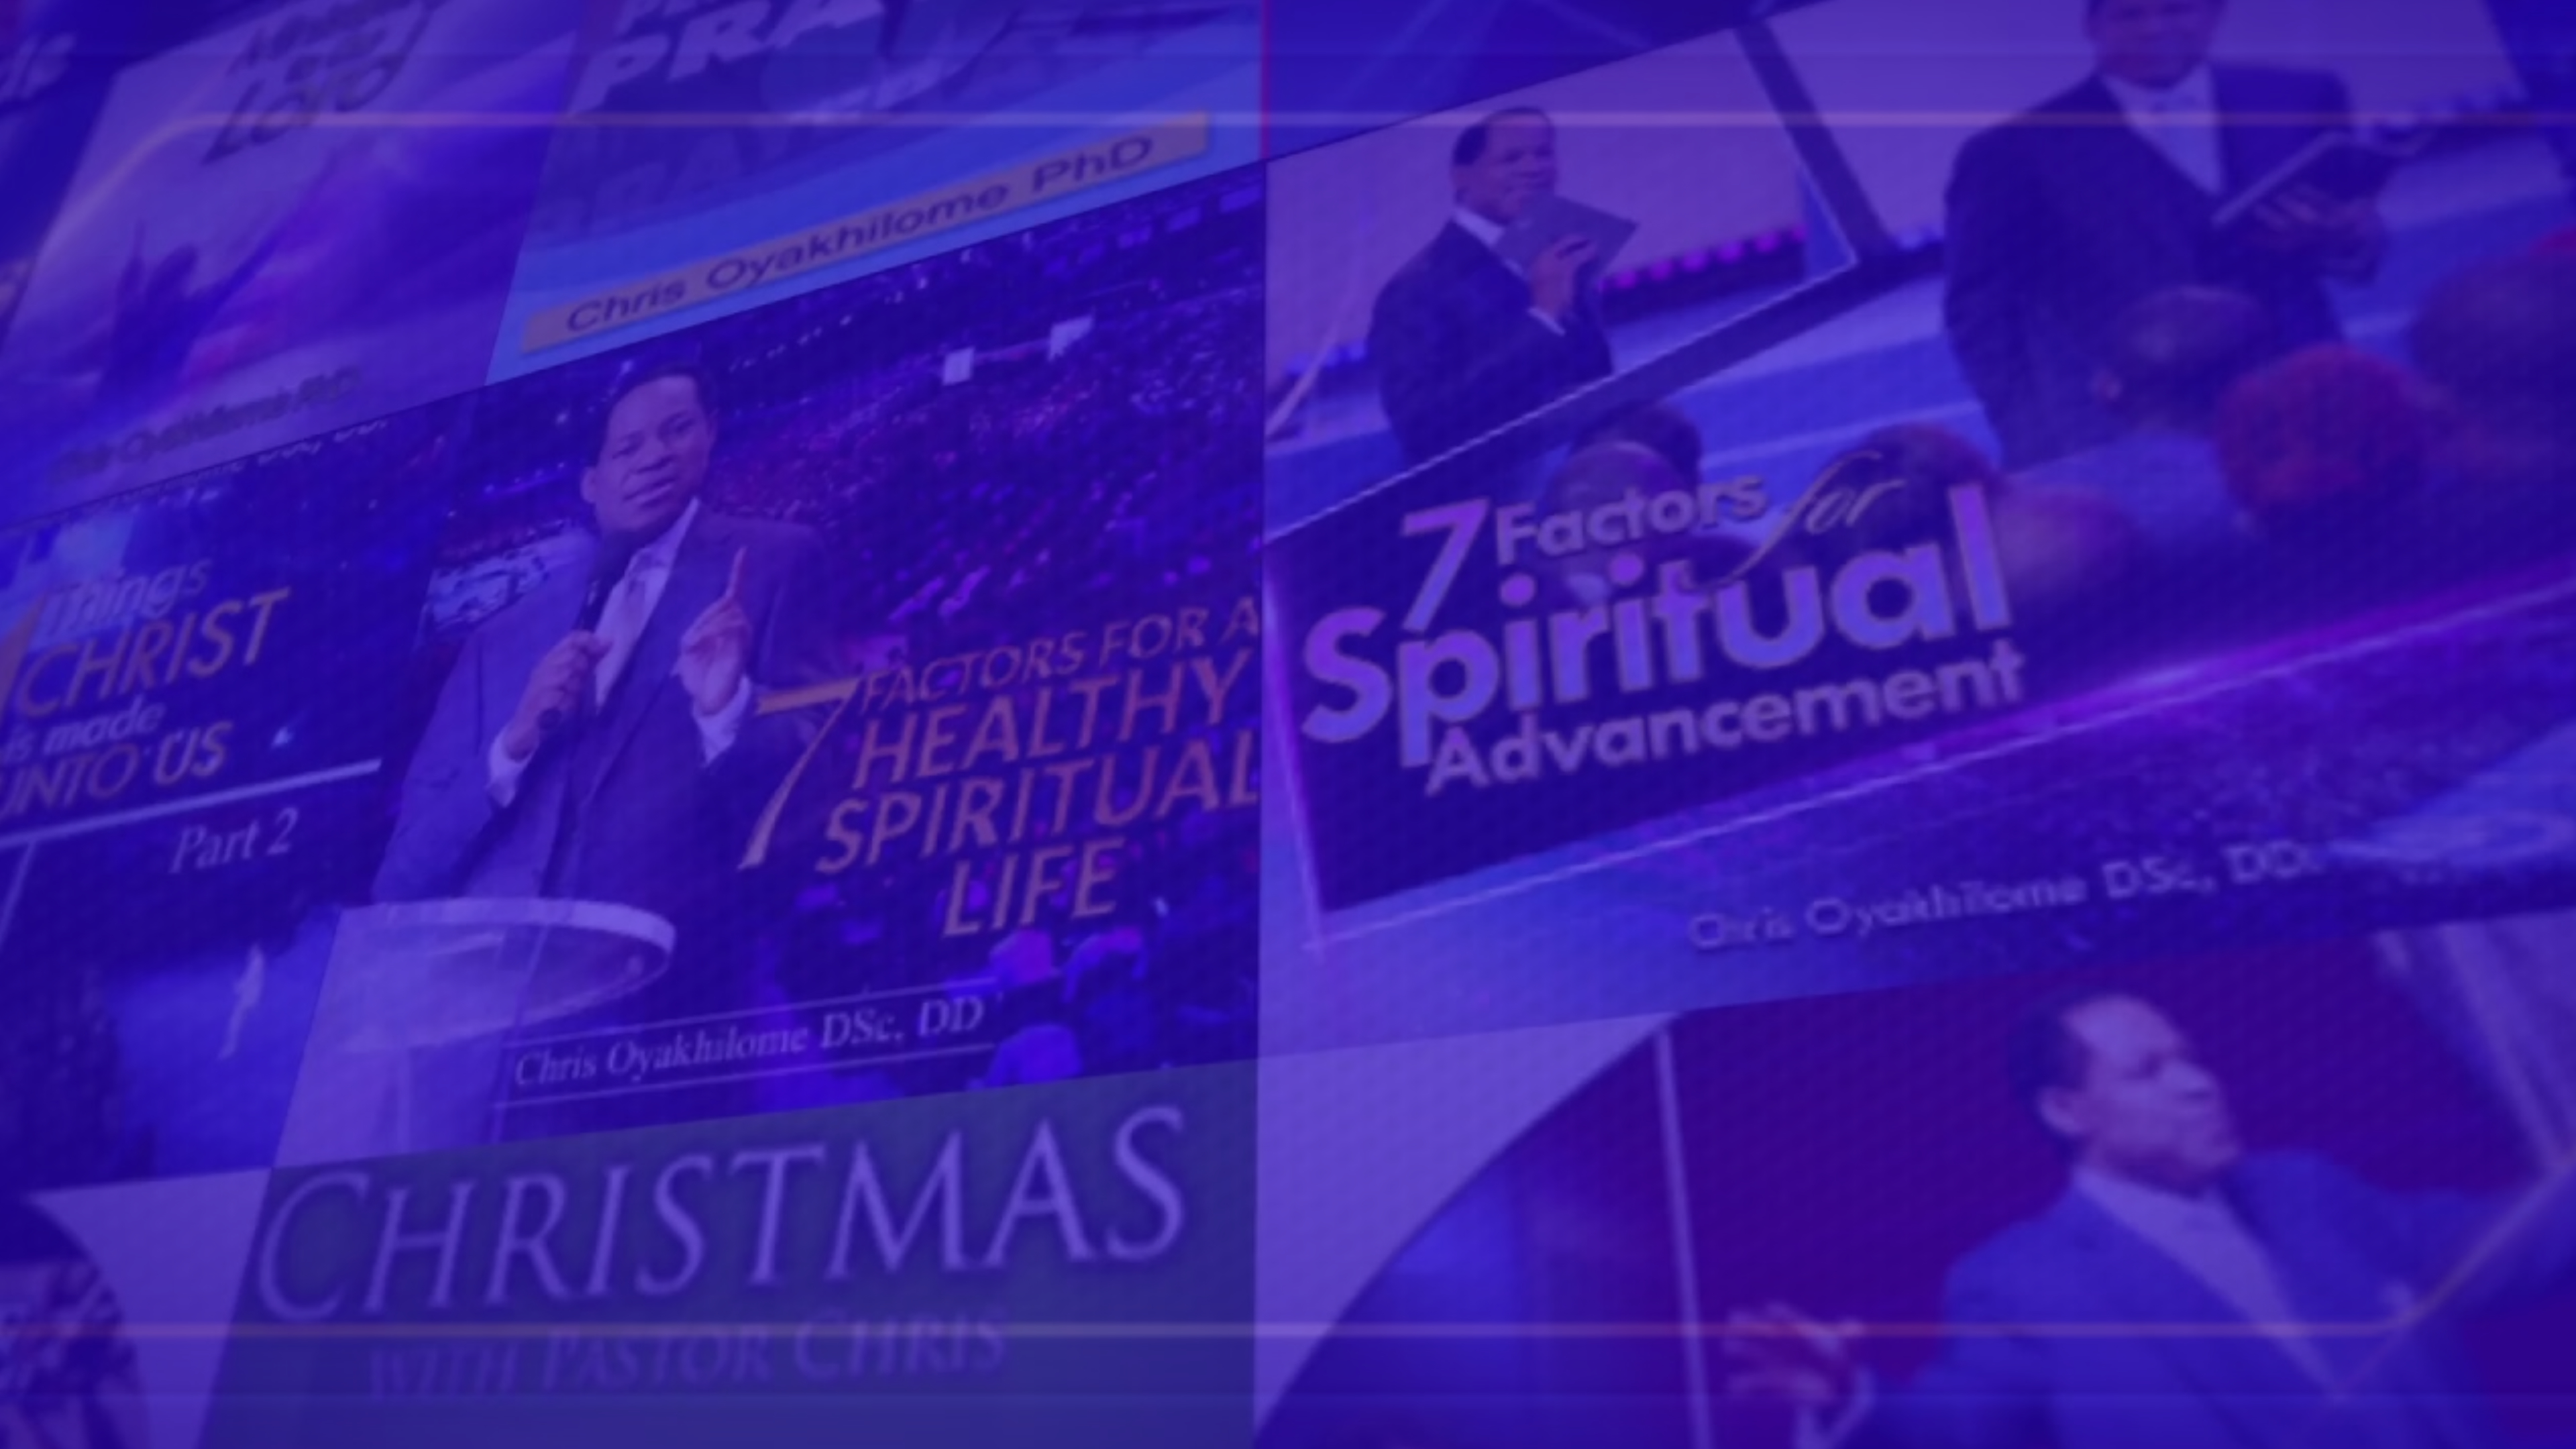 PRA
Chris Oyakhilome PhD
Things
CHRIST
is made
UNTO US
Part 2
7 FACTORS FOR A
HEALTHY
SPIRITUAL
LIFE
Chris Oyakhilome DSc, DD
7 Factors for
Spiritual
Advancement
Chris Oyakhilome DSc, DD.
CHRISTMAS
WITH PASTOR CHRIS